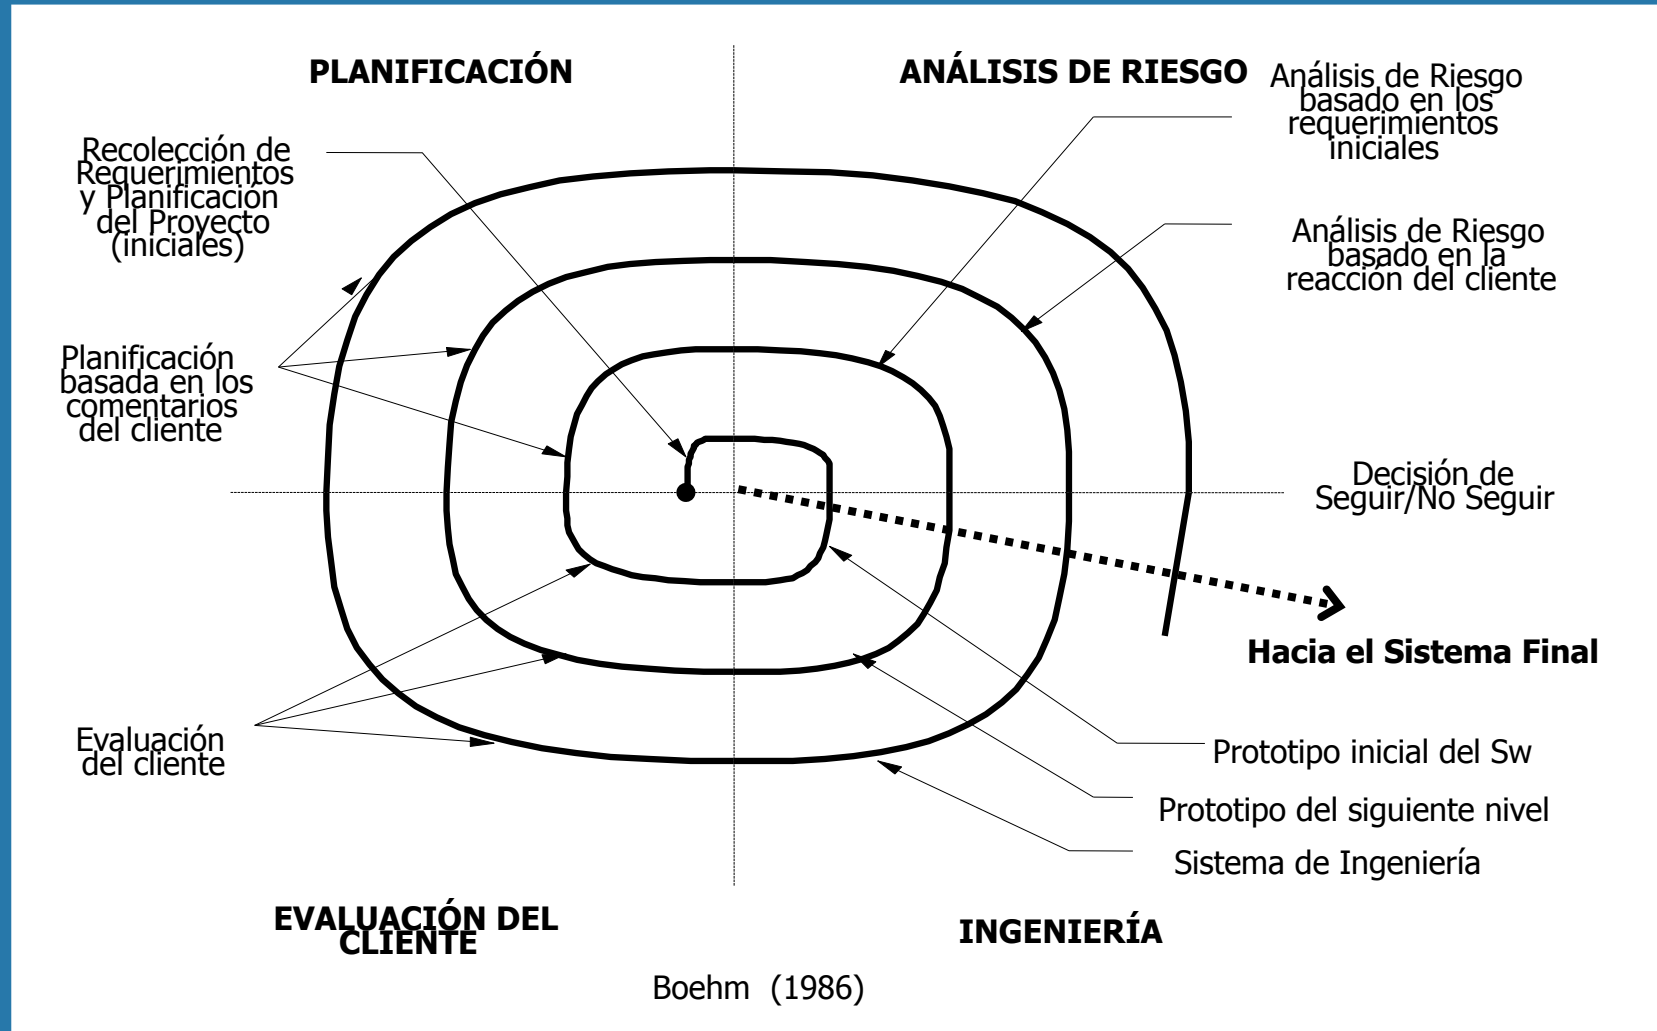 PLANIFICACIÓN
ANÁLISIS DE RIESGO
Análisis de Riesgo
basado en los
requerimientos
iniciales
Recolección de
Requerimientos
y Planificación
del Proyecto
(iniciales)
Análisis de Riesgo
basado en la
reacción del cliente
Planificación
basada en los
comentarios
del cliente
Decisión de
Seguir/No Seguir
Hacia el Sistema Final
Evaluación
del cliente
Prototipo inicial del Sw
Prototipo del siguiente nivel
Sistema de Ingeniería
EVALUACIÓN DEL
CLIENTE
INGENIERÍA
Boehm (1986)